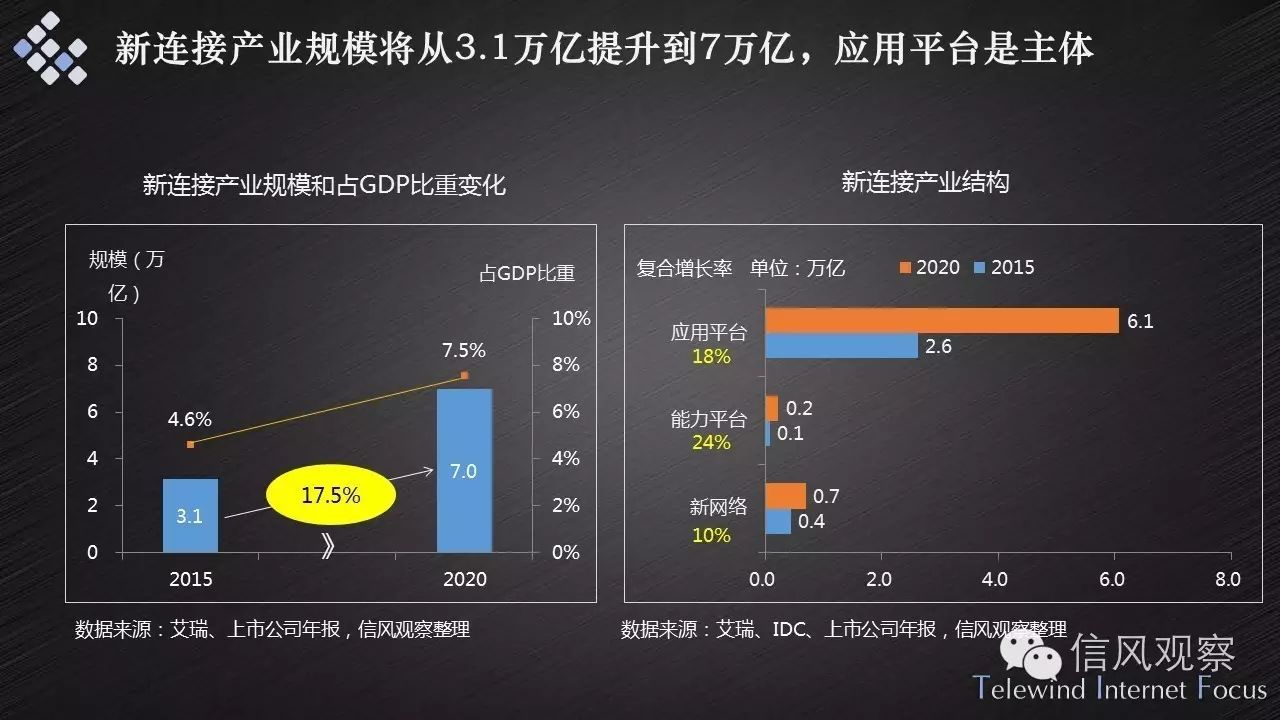 新连接产业规模将从3.1万亿提升到7万亿，应用平台是主体
新连接产业规模和占GDP比重变化
规模（万
亿）
占GDP比重
10
8
6
4
2
0
10%
8%
6%
4%
2%
0%
4.6%
7.5%
3.1
17.5%
7.0
》
2015
2020
数据来源：艾瑞、上市公司年报，信风观察整理
新连接产业结构
复合增长率 单位：万亿
2020
2015
应用平台
18%
6.1
2.6
能力平台
24%
0.2
0.1
新网络
10%
0.7
0.4
0.0
2.0
4.0
6.0
8.0
数据来源：艾瑞、IDC、上市公司年报，信风观察整理
信风观察
Telewind Internet Focus